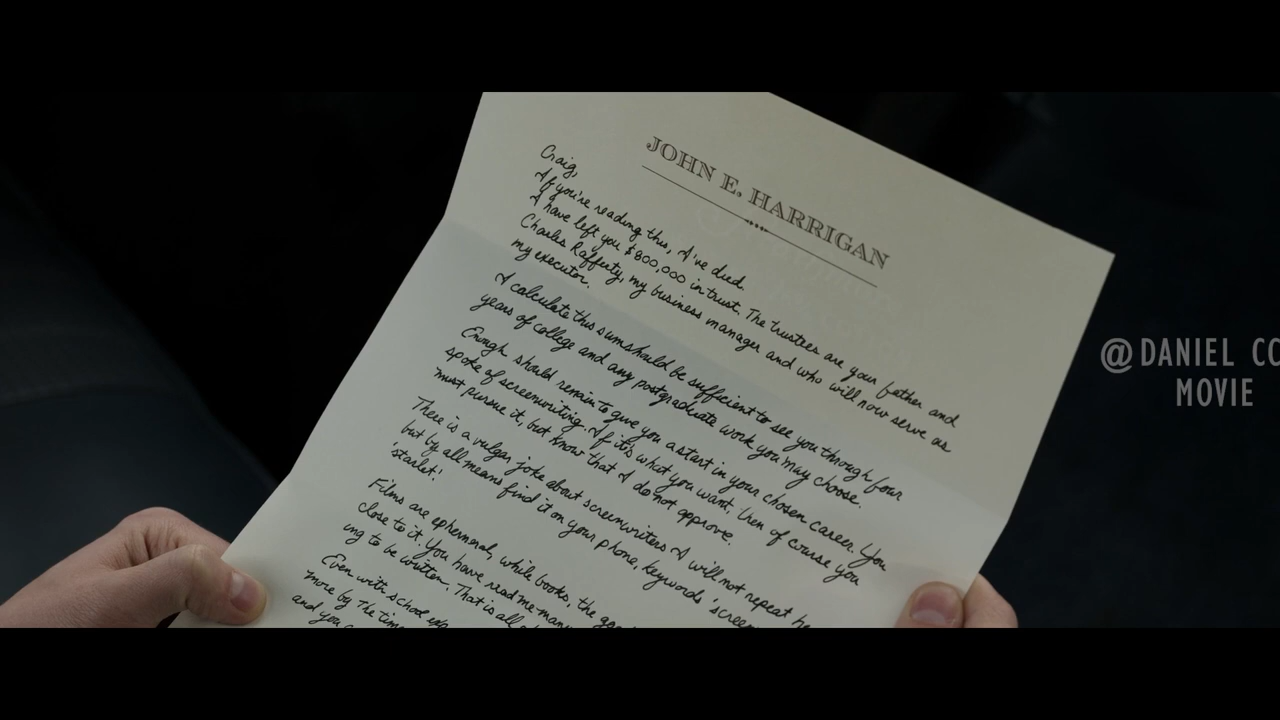 JOHN E. HARRIGAN
Craig,
If you're reading this, I've died.
I have left you $800,000 in trust. The trustees are your father and
Charles Rafferty, my business manager and who will now serve as
my executor.
I calculate this sum should be sufficient to see you through four
years of college and any postgraduate work you may choose.
Enough should remain to give you a start in your chosen career. You
spoke of screenwriting. If it's what you want, then of course you
must pursue it, but know that I do not approve.
There is a vulgar joke about screenwriters I will not repeat he
but by all means find it on your phone, keywords 'screen
starlet.'
Films are ephemeral, while books, the goo
close to it. You have read me many
ing to be written. That is all
Even with school
more by the time
and you
@DANIEL CO
MOVIE